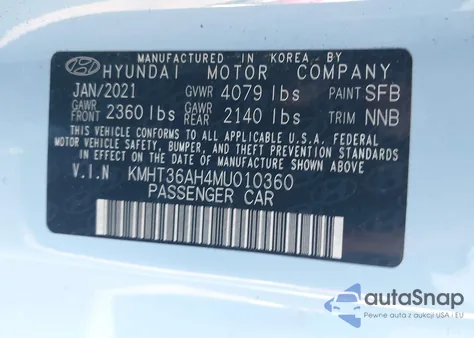 MANUFACTURED IN KOREA BY
HYUNDAI MOTOR COMPANY
JAN/2021 GVWR 4079 lbs PAINT SFB
GAWR FRONT 2360 lbs GAWR REAR 2140 lbs TRIM NNB
THIS VEHICLE CONFORMS TO ALL APPLICABLE U.S.A. FEDERAL
MOTOR VEHICLE SAFETY, BUMPER, AND THEFT PREVENTION
STANDARDS IN EFFECT ON THE DATE OF MANUFACTURE SHOWN ABOVE.
V.I.N KMHT36AH4MU010360
PASSENGER CAR
autoSnap
Pewne auta z USA i EU